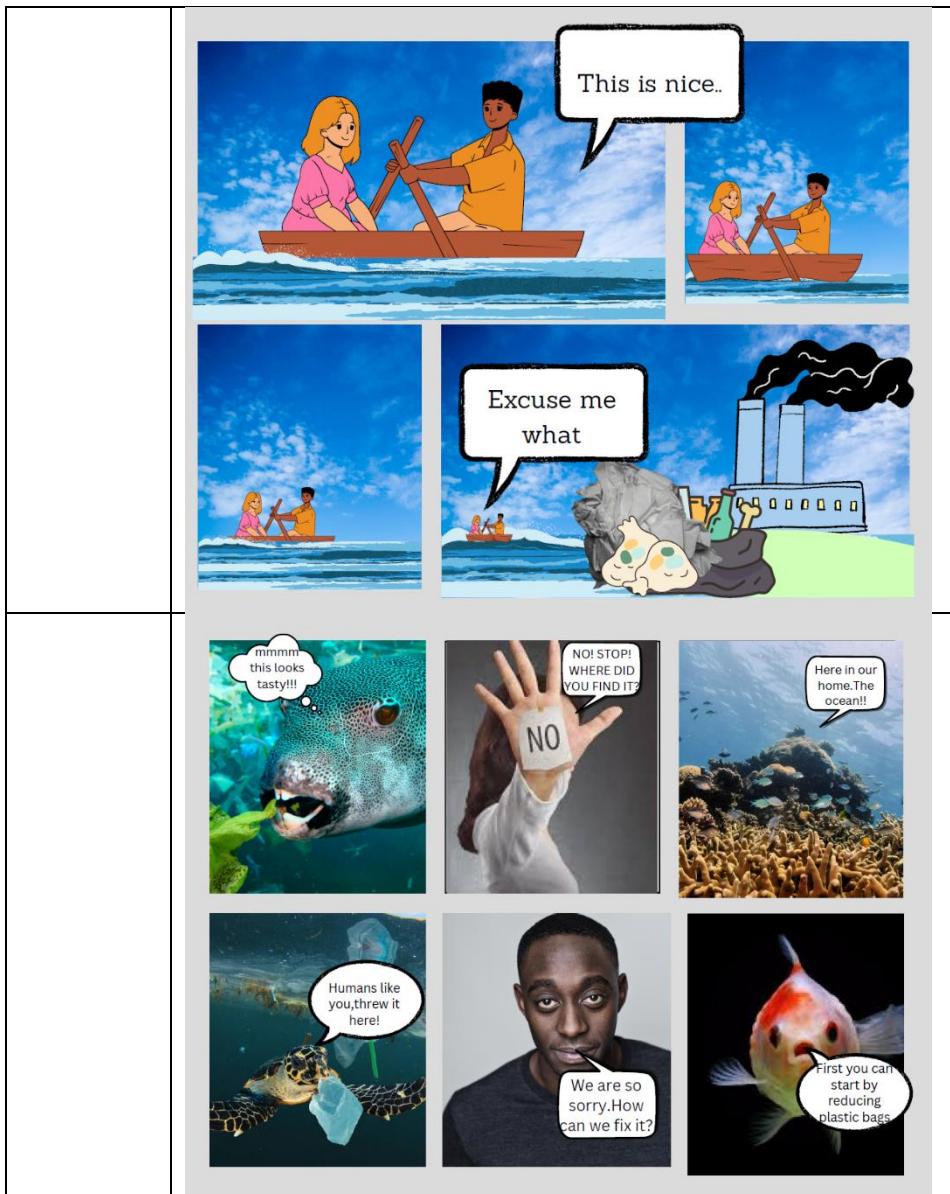 This is nice..
Excuse me
what
mmmm
this looks
tasty!!!
NO! STOP!
WHERE DID
YOU FIND IT?
NO
Here in our
home.The
ocean!!
Humans like
you,threw it
here!
We are so
sorry.How
can we fix it?
First you can
start by
reducing
plastic bags